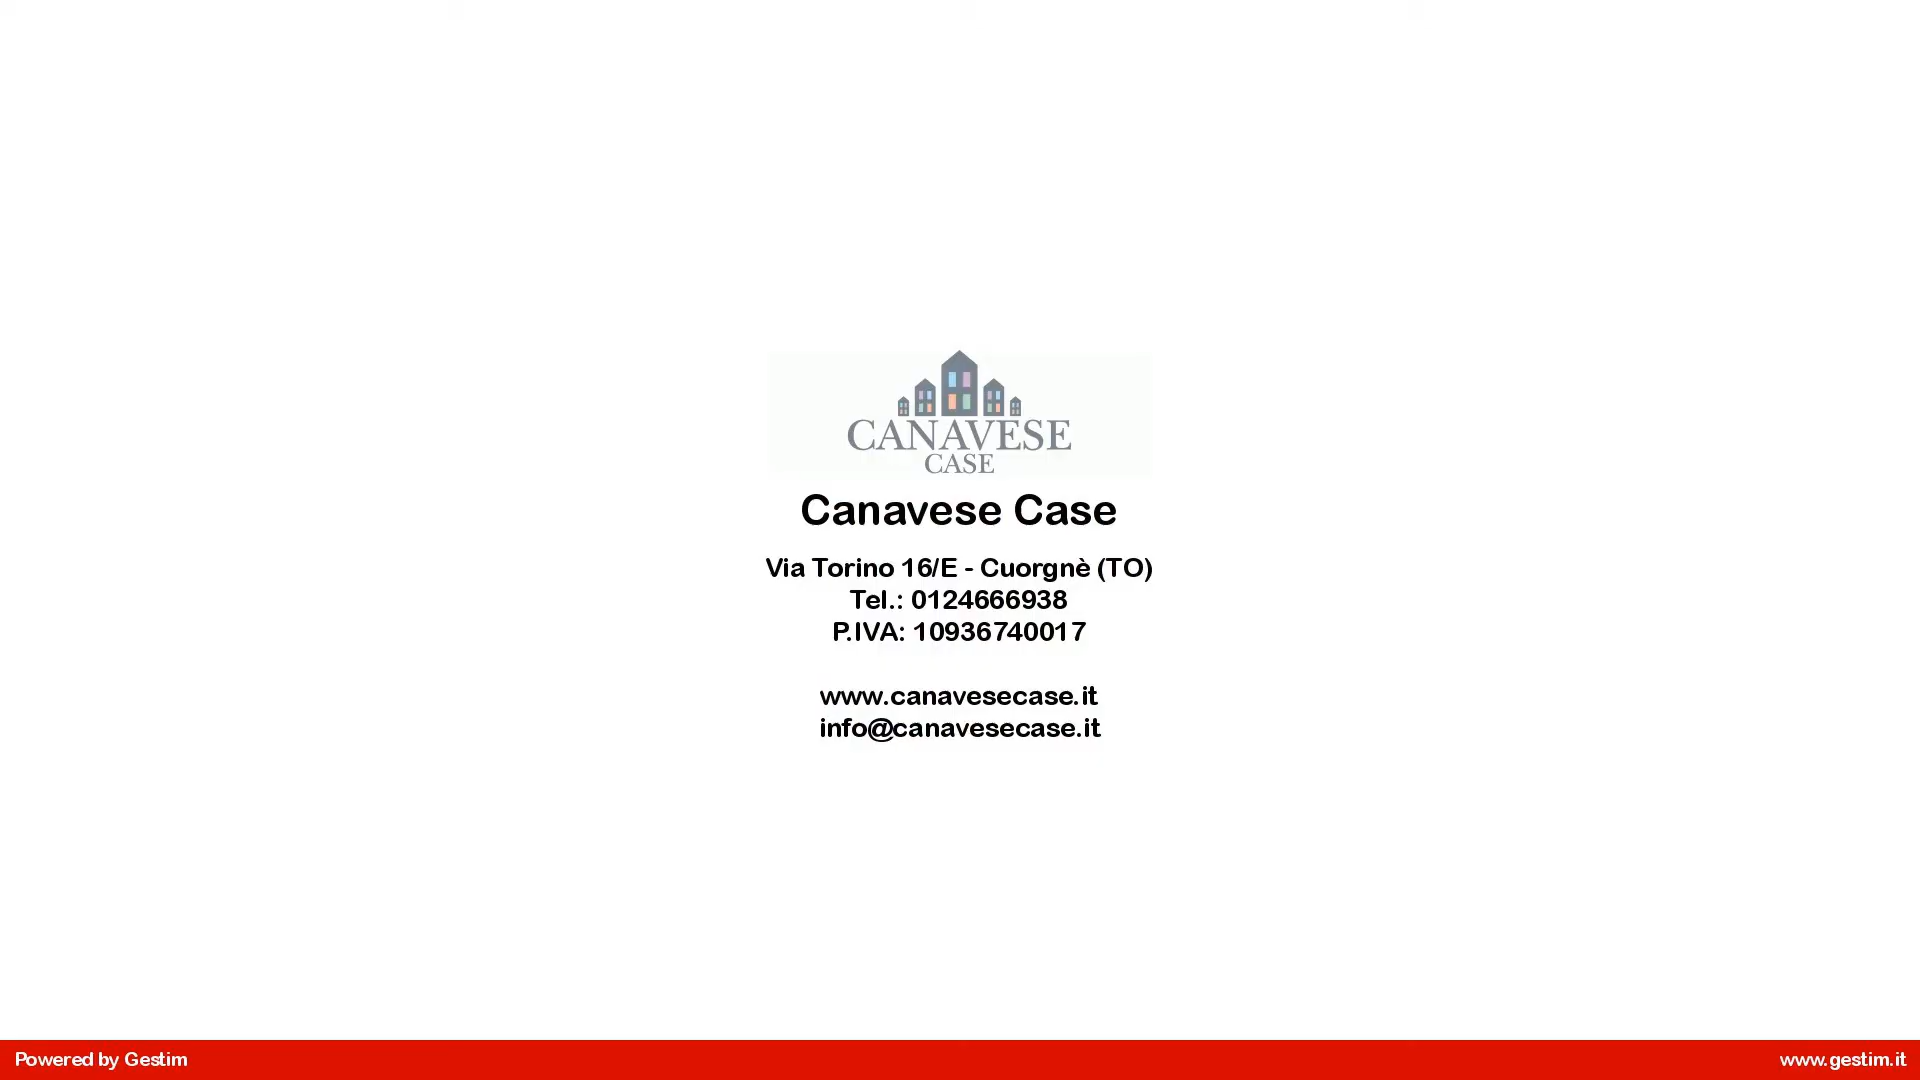 CANAVESE
CASE
Canavese Case
Via Torino 16/E - Cuorgnè (TO)
Tel.: 0124666938
P.IVA: 10936740017
www.canavesecase.it
info@canavesecase.it
Powered by Gestim
www.gestim.it